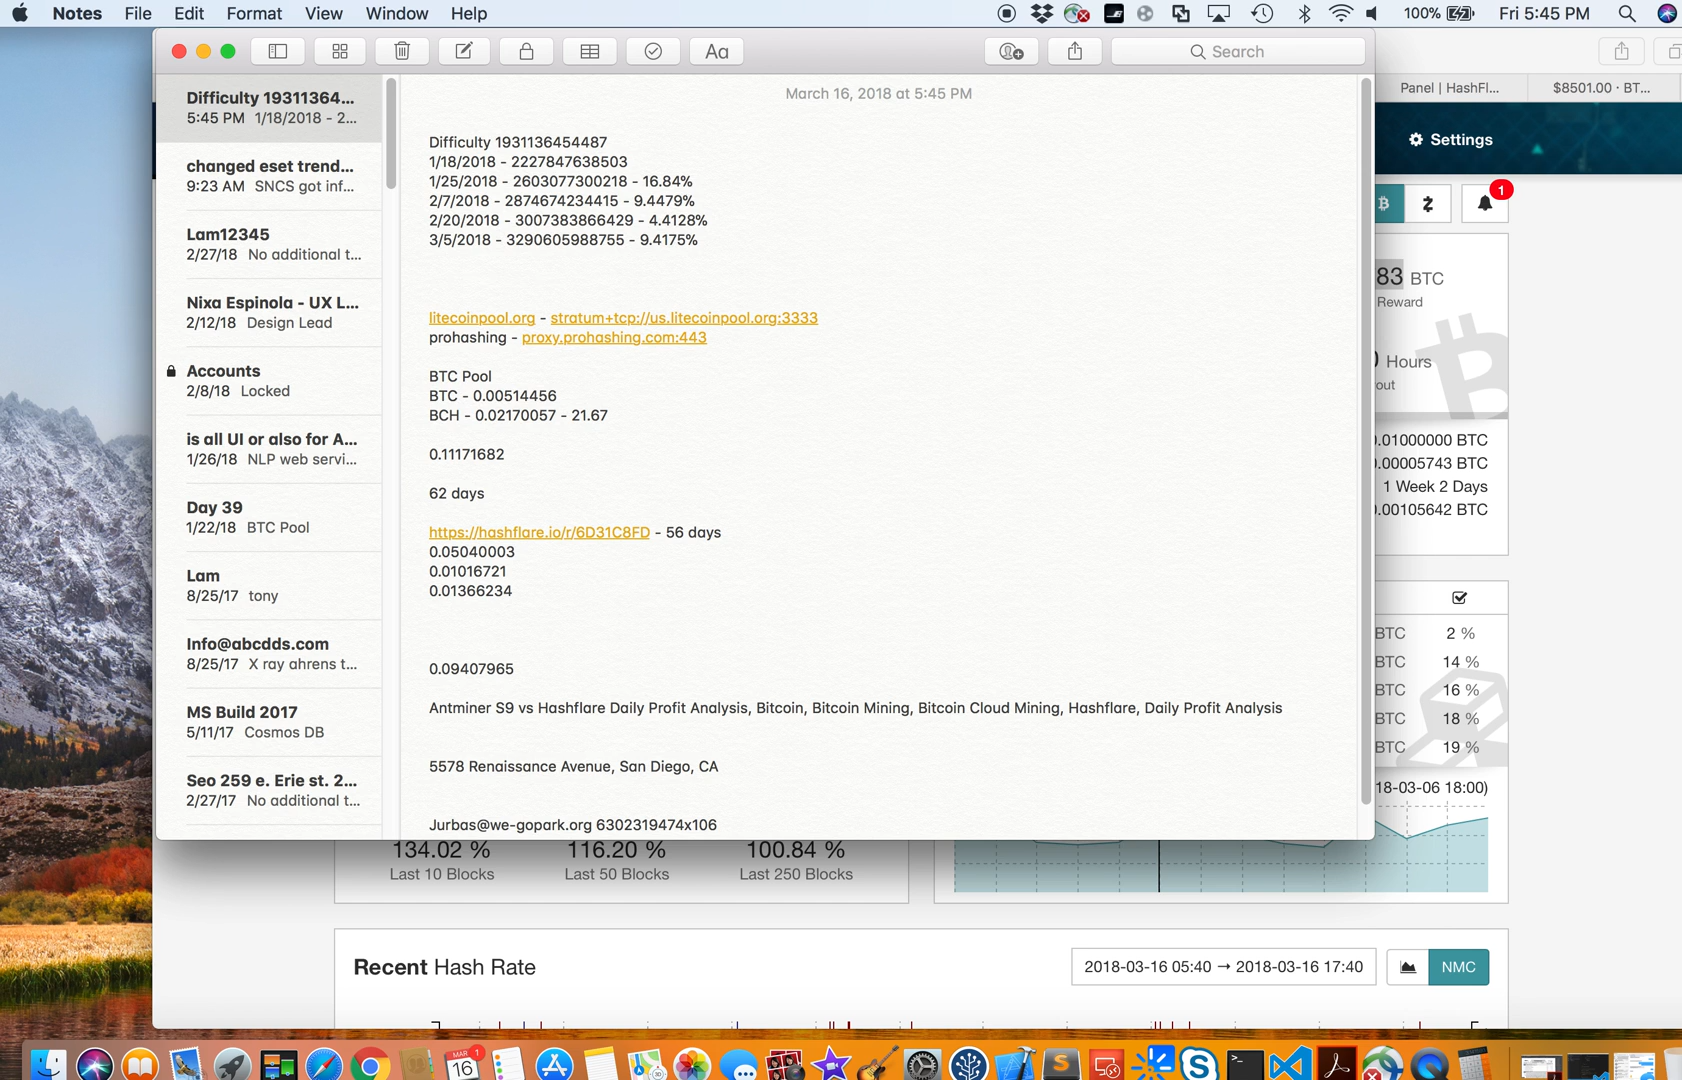 Notes File Edit Format View Window Help
100% Fri 5:45 PM
Aa
Search
Difficulty 19311364...
5:45 PM 1/18/2018 - 2...
changed eset trend...
9:23 AM SNCS got inf...
Lam12345
2/27/18 No additional t...
Nixa Espinola - UX L...
2/12/18 Design Lead
Accounts
2/8/18 Locked
is all UI or also for A...
1/26/18 NLP web servi...
Day 39
1/22/18 BTC Pool
Lam
8/25/17 tony
Info@abcdds.com
8/25/17 X ray ahrens t...
MS Build 2017
5/11/17 Cosmos DB
Seo 259 e. Erie st. 2...
2/27/17 No additional t...
March 16, 2018 at 5:45 PM
Difficulty 1931136454487
1/18/2018 - 2227847638503
1/25/2018 - 2603077300218 - 16.84%
2/7/2018 - 2874674234415 - 9.4479%
2/20/2018 - 3007383866429 - 4.4128%
3/5/2018 - 3290605988755 - 9.4175%
litecoinpool.org - stratum+tcp://us.litecoinpool.org:3333
prohashing - proxy.prohashing.com:443
BTC Pool
BTC - 0.00514456
BCH - 0.02170057 - 21.67
0.11171682
62 days
https://hashflare.io/r/6D31C8FD - 56 days
0.05040003
0.01016721
0.01366234
0.09407965
Antminer S9 vs Hashflare Daily Profit Analysis, Bitcoin, Bitcoin Mining, Bitcoin Cloud Mining, Hashflare, Daily Profit Analysis
5578 Renaissance Avenue, San Diego, CA
Jurbas@we-gopark.org 6302319474x106
Panel | HashFl...
$8501.00 · BT...
Settings
1
83 BTC
Reward
Hours
out
.01000000 BTC
.00005743 BTC
1 Week 2 Days
.00105642 BTC
BTC 2 %
BTC 14 %
BTC 16 %
BTC 18 %
BTC 19 %
18-03-06 18:00)
134.02 %
Last 10 Blocks
116.20 %
Last 50 Blocks
100.84 %
Last 250 Blocks
Recent Hash Rate
2018-03-16 05:40 → 2018-03-16 17:40
NMC
MAR 1
16